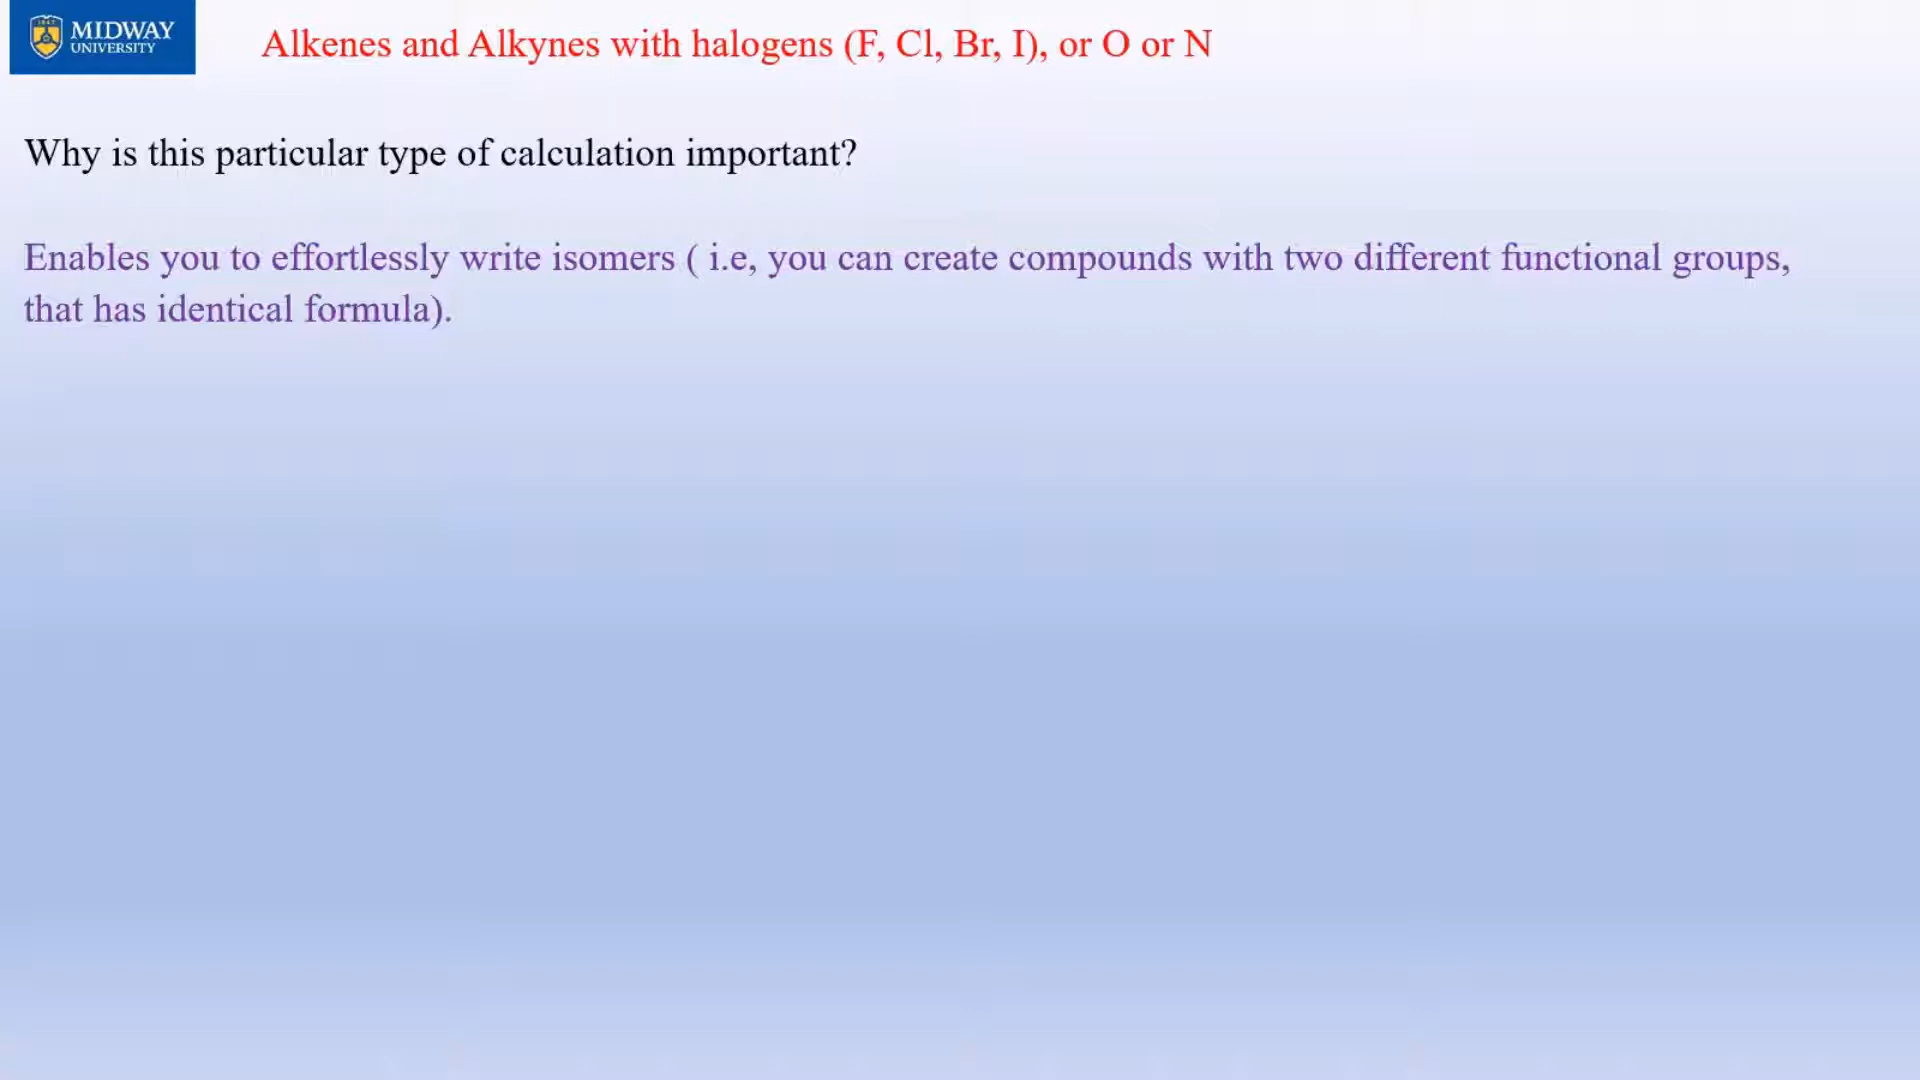 1847
MIDWAY
UNIVERSITY
Alkenes and Alkynes with halogens (F, Cl, Br, I), or O or N
Why is this particular type of calculation important?
Enables you to effortlessly write isomers ( i.e, you can create compounds with two different functional groups,
that has identical formula).